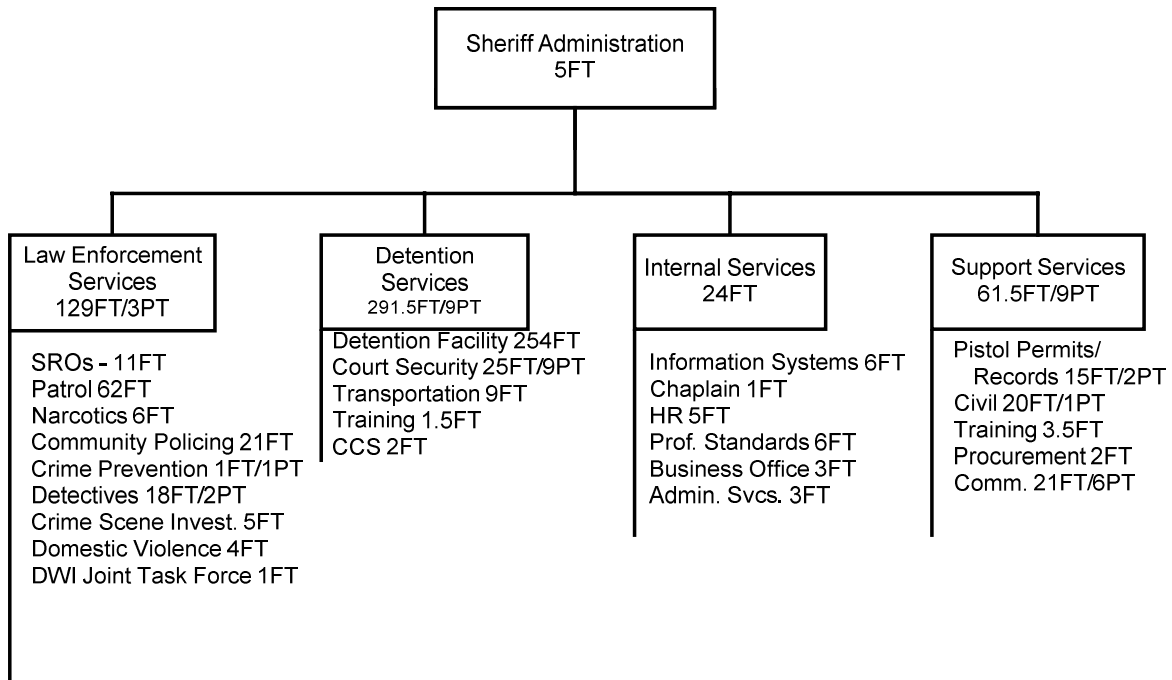 Sheriff Administration
5FT
Law Enforcement
Services
129FT/3PT
SROs - 11FT
Patrol 62FT
Narcotics 6FT
Community Policing 21FT
Crime Prevention 1FT/1PT
Detectives 18FT/2PT
Crime Scene Invest. 5FT
Domestic Violence 4FT
DWI Joint Task Force 1FT
Detention
Services
291.5FT/9PT
Detention Facility 254FT
Court Security 25FT/9PT
Transportation 9FT
Training 1.5FT
CCS 2FT
Internal Services
24FT
Information Systems 6FT
Chaplain 1FT
HR 5FT
Prof. Standards 6FT
Business Office 3FT
Admin. Svcs. 3FT
Support Services
61.5FT/9PT
Pistol Permits/
Records 15FT/2PT
Civil 20FT/1PT
Training 3.5FT
Procurement 2FT
Comm. 21FT/6PT